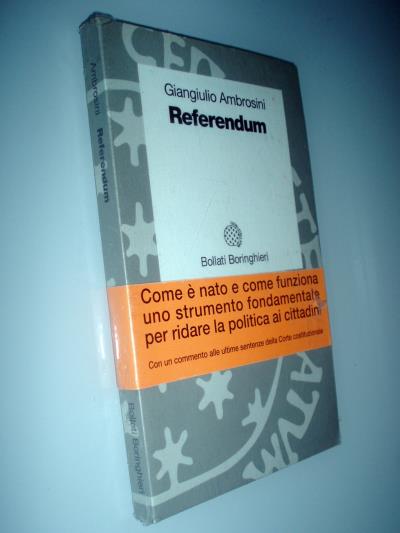 Giangiulio Ambrosini
Referendum
Bollati Boringhieri
Come è nato e come funziona
uno strumento fondamentale
per ridare la politica ai cittadini
Con un commento alle ultime sentenze della Corte costituzionale
Ambrosini Referendum
Bollati Boringhieri